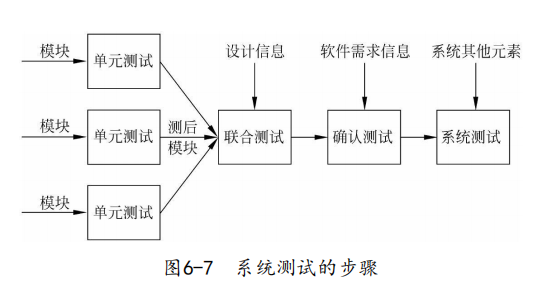 模块
单元测试
设计信息
软件需求信息
系统其他元素
模块
单元测试
测后
模块
联合测试
确认测试
系统测试
模块
单元测试
图6-7 系统测试的步骤